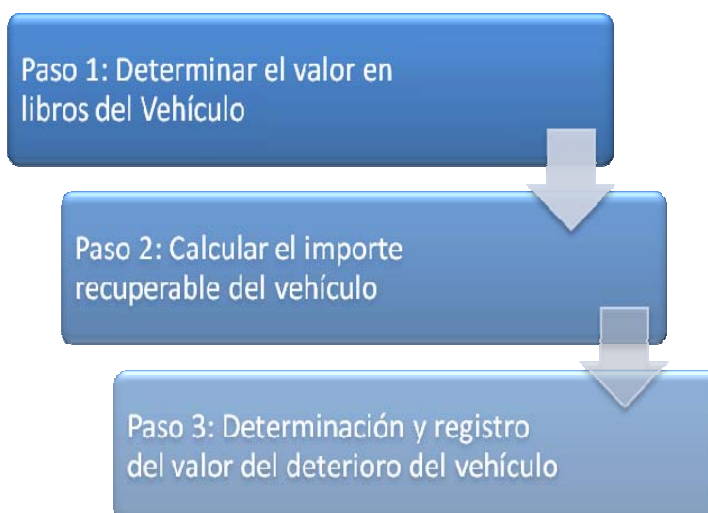 Paso 1: Determinar el valor en
libros del Vehículo
Paso 2: Calcular el importe
recuperable del vehículo
Paso 3: Determinación y registro
del valor del deterioro del vehículo